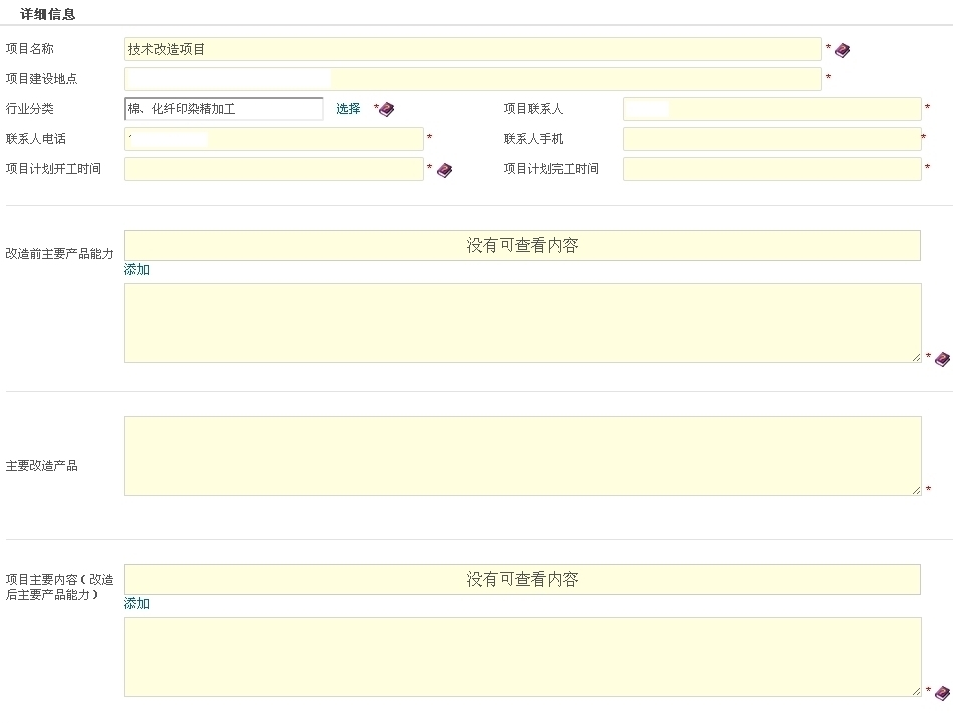 详细信息
项目名称 技术改造项目 *
项目建设地点 *
行业分类 棉、化纤印染精加工 选择 * 项目联系人 *
联系人电话 * 联系人手机 *
项目计划开工时间 * 项目计划完工时间 *
没有可查看内容
改造前主要产品能力
添加
*
主要改造产品
*
没有可查看内容
项目主要内容(改造
后主要产品能力)
添加
*